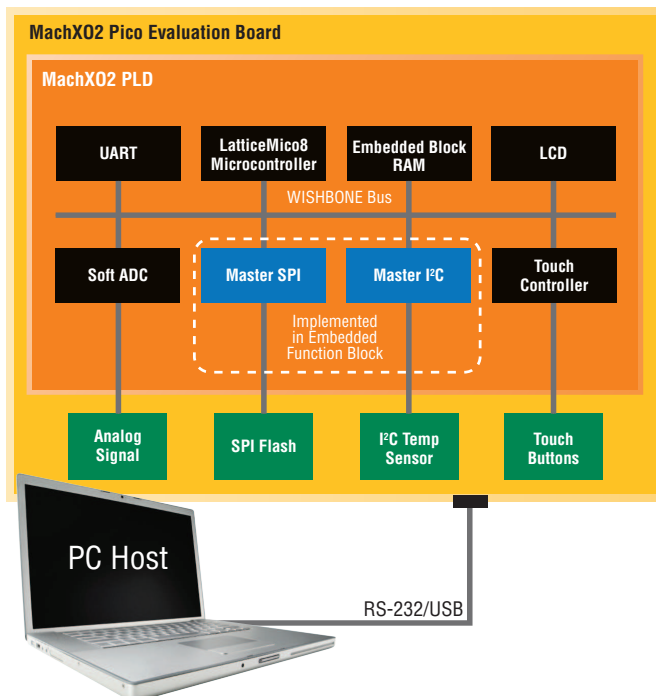 MachXO2 Pico Evaluation Board
MachXO2 PLD
UART
LatticeMico8
Microcontroller
Embedded Block
RAM
LCD
WISHBONE Bus
Soft ADC
Master SPI
Master I²C
Touch
Controller
Implemented
in Embedded
Function Block
Analog
Signal
SPI Flash
I²C Temp
Sensor
Touch
Buttons
PC Host
RS-232/USB